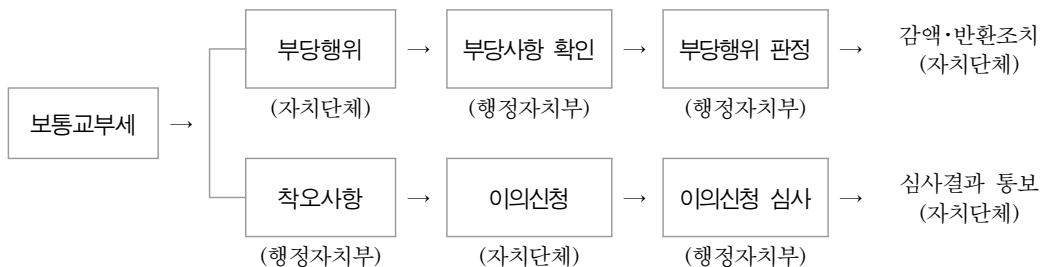 부당행위 → 부당사항 확인 → 부당행위 판정 → 감액·반환조치
(자치단체)
(자치단체) (행정자치부) (행정자치부)
보통교부세 →
착오사항 → 이의신청 → 이의신청 심사 → 심사결과 통보
(자치단체)
(행정자치부) (자치단체) (행정자치부)